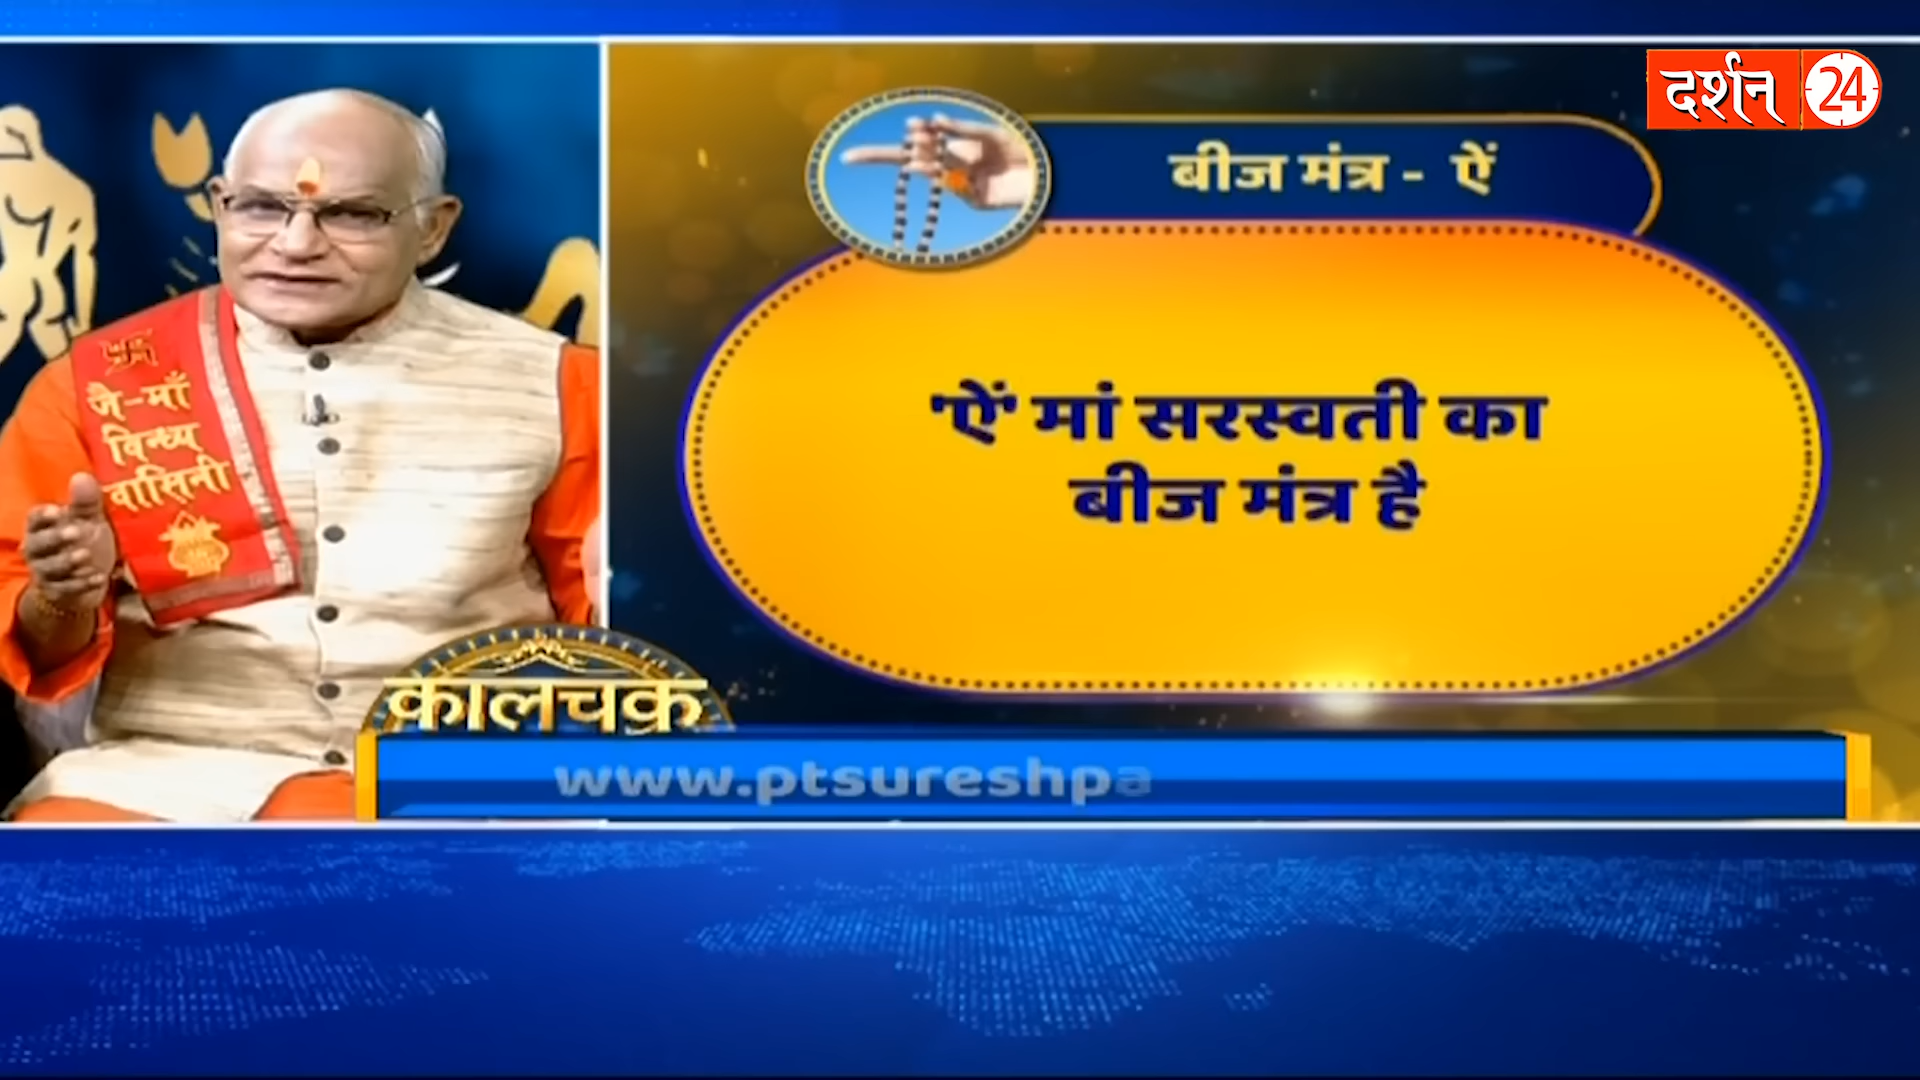 दर्शन 24
बीज मंत्र - ऐं
'ऐं' मां सरस्वती का
बीज मंत्र है
जै-माँ
विन्ध्य
वासिनी
कालचक्र
www.ptsureshpa